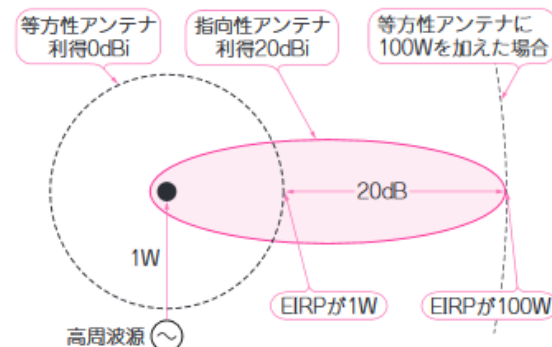 等方性アンテナ
利得0dBi
指向性アンテナ
利得20dBi
等方性アンテナに
100Wを加えた場合
20dB
1W
EIRPが1W
EIRPが100W
高周波源